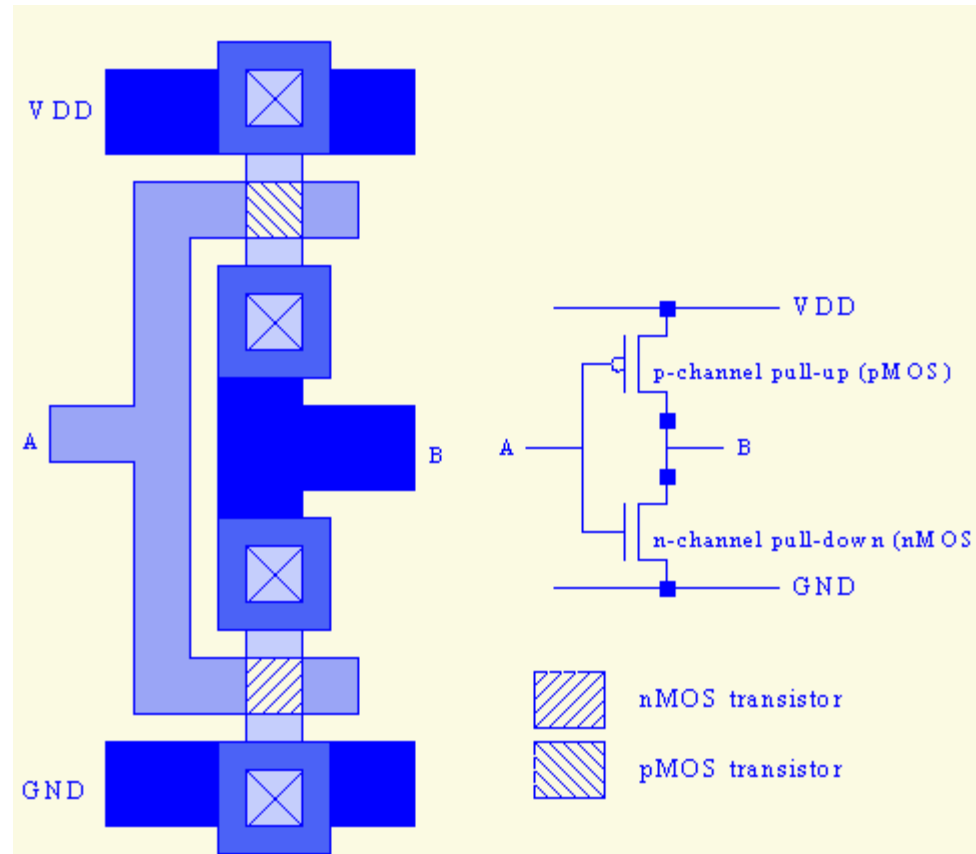 VDD
A
B
GND
VDD
p-channel pull-up (pMOS)
A
B
n-channel pull-down (nMOS
GND
nMOS transistor
pMOS transistor